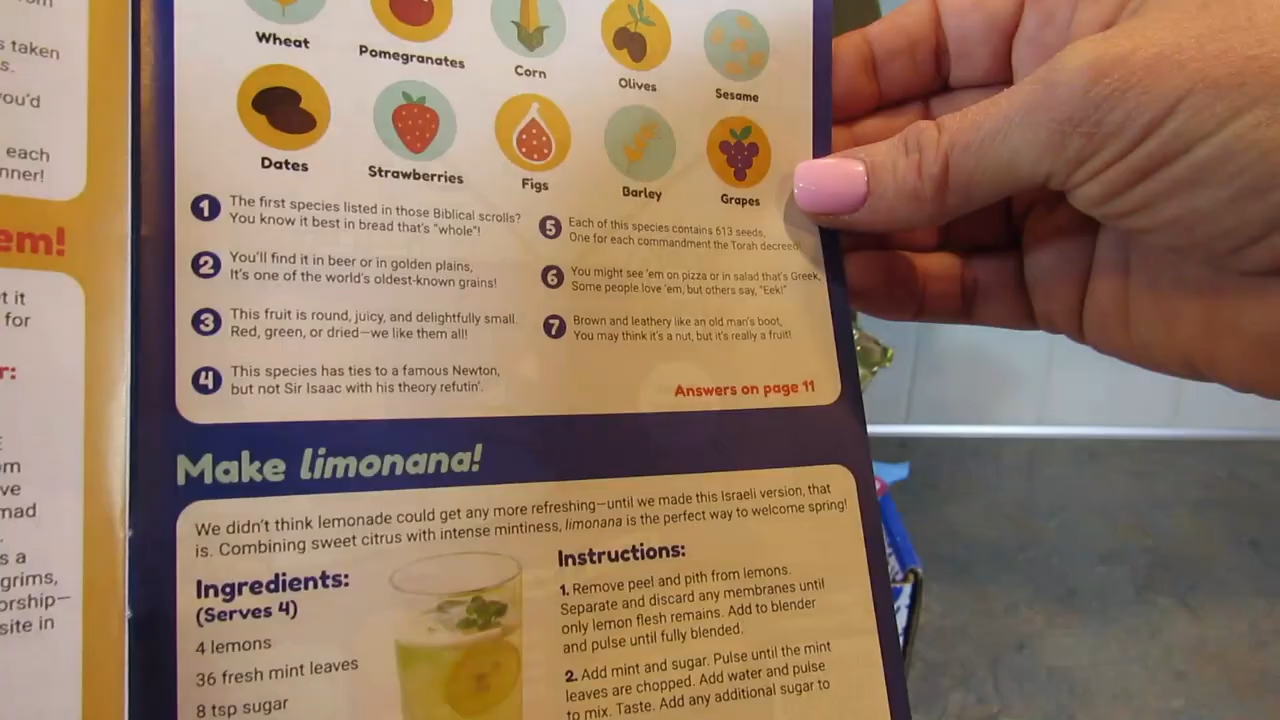 om
s taken
s.
you'd
each
nner!
em!
t it
for
r:
E
om
ve
mad
s a
grims,
orship—
site in
Wheat
Pomegranates
Corn
Olives
Sesame
Dates
Strawberries
Figs
Barley
Grapes
1 The first species listed in those Biblical scrolls?
You know it best in bread that's "whole"!
2 You'll find it in beer or in golden plains,
It's one of the world's oldest-known grains!
3 This fruit is round, juicy, and delightfully small.
Red, green, or dried—we like them all!
4 This species has ties to a famous Newton,
but not Sir Isaac with his theory refutin'.
5 Each of this species contains 613 seeds,
One for each commandment the Torah decreed!
6 You might see 'em on pizza or in salad that's Greek,
Some people love 'em, but others say, "Eek!"
7 Brown and leathery like an old man's boot,
You may think it's a nut, but it's really a fruit!
Answers on page 11
Make limonana!
We didn't think lemonade could get any more refreshing—until we made this Israeli version, that
is. Combining sweet citrus with intense mintiness, limonana is the perfect way to welcome spring!
Ingredients:
(Serves 4)
4 lemons
36 fresh mint leaves
8 tsp sugar
Instructions:
1. Remove peel and pith from lemons.
Separate and discard any membranes until
only lemon flesh remains. Add to blender
and pulse until fully blended.
2. Add mint and sugar. Pulse until the mint
leaves are chopped. Add water and pulse
to mix. Taste. Add any additional sugar to